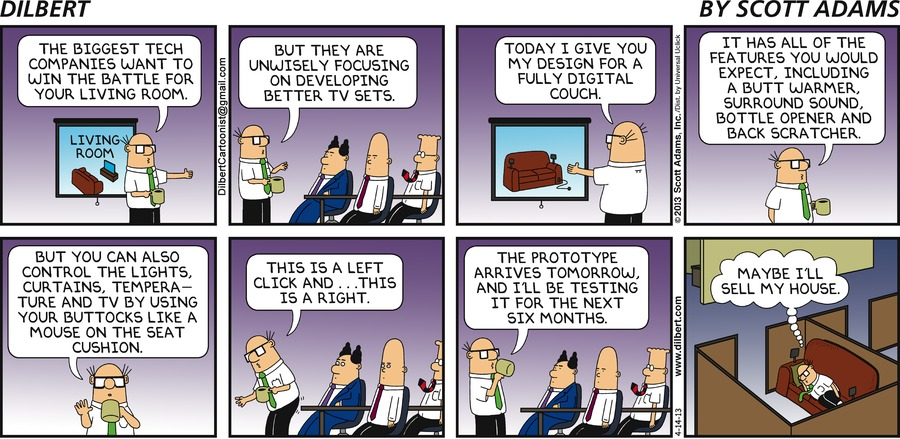 DILBERT
BY SCOTT ADAMS
THE BIGGEST TECH
COMPANIES WANT TO
WIN THE BATTLE FOR
YOUR LIVING ROOM.
LIVING
ROOM
DilbertCartoonist@gmail.com
BUT THEY ARE
UNWISELY FOCUSING
ON DEVELOPING
BETTER TV SETS.
TODAY I GIVE YOU
MY DESIGN FOR A
FULLY DIGITAL
COUCH.
©2013 Scott Adams, Inc. /Dist. by Universal Uclick
IT HAS ALL OF THE
FEATURES YOU WOULD
EXPECT, INCLUDING
A BUTT WARMER,
SURROUND SOUND,
BOTTLE OPENER AND
BACK SCRATCHER.
BUT YOU CAN ALSO
CONTROL THE LIGHTS,
CURTAINS, TEMPERA-
TURE AND TV BY USING
YOUR BUTTOCKS LIKE A
MOUSE ON THE SEAT
CUSHION.
THIS IS A LEFT
CLICK AND . . .THIS
IS A RIGHT.
THE PROTOTYPE
ARRIVES TOMORROW,
AND I'LL BE TESTING
IT FOR THE NEXT
SIX MONTHS.
4-14-13
www.dilbert.com
MAYBE I'LL
SELL MY HOUSE.